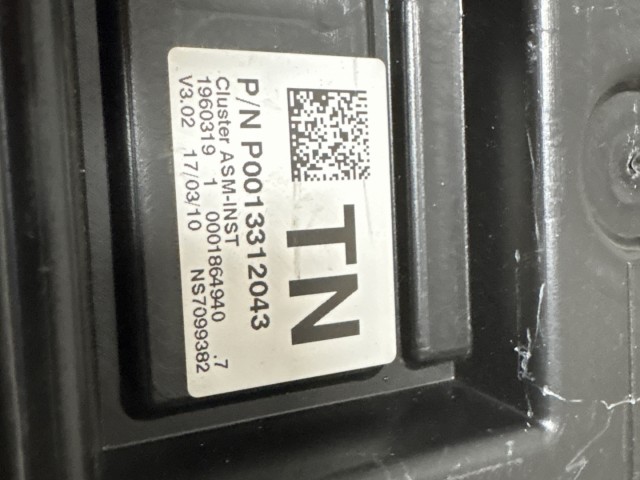 TN
P/N P0013312043
Cluster ASM-INST
1960319 1 0001864940 .7
V3.02 17/03/10 NS7099382